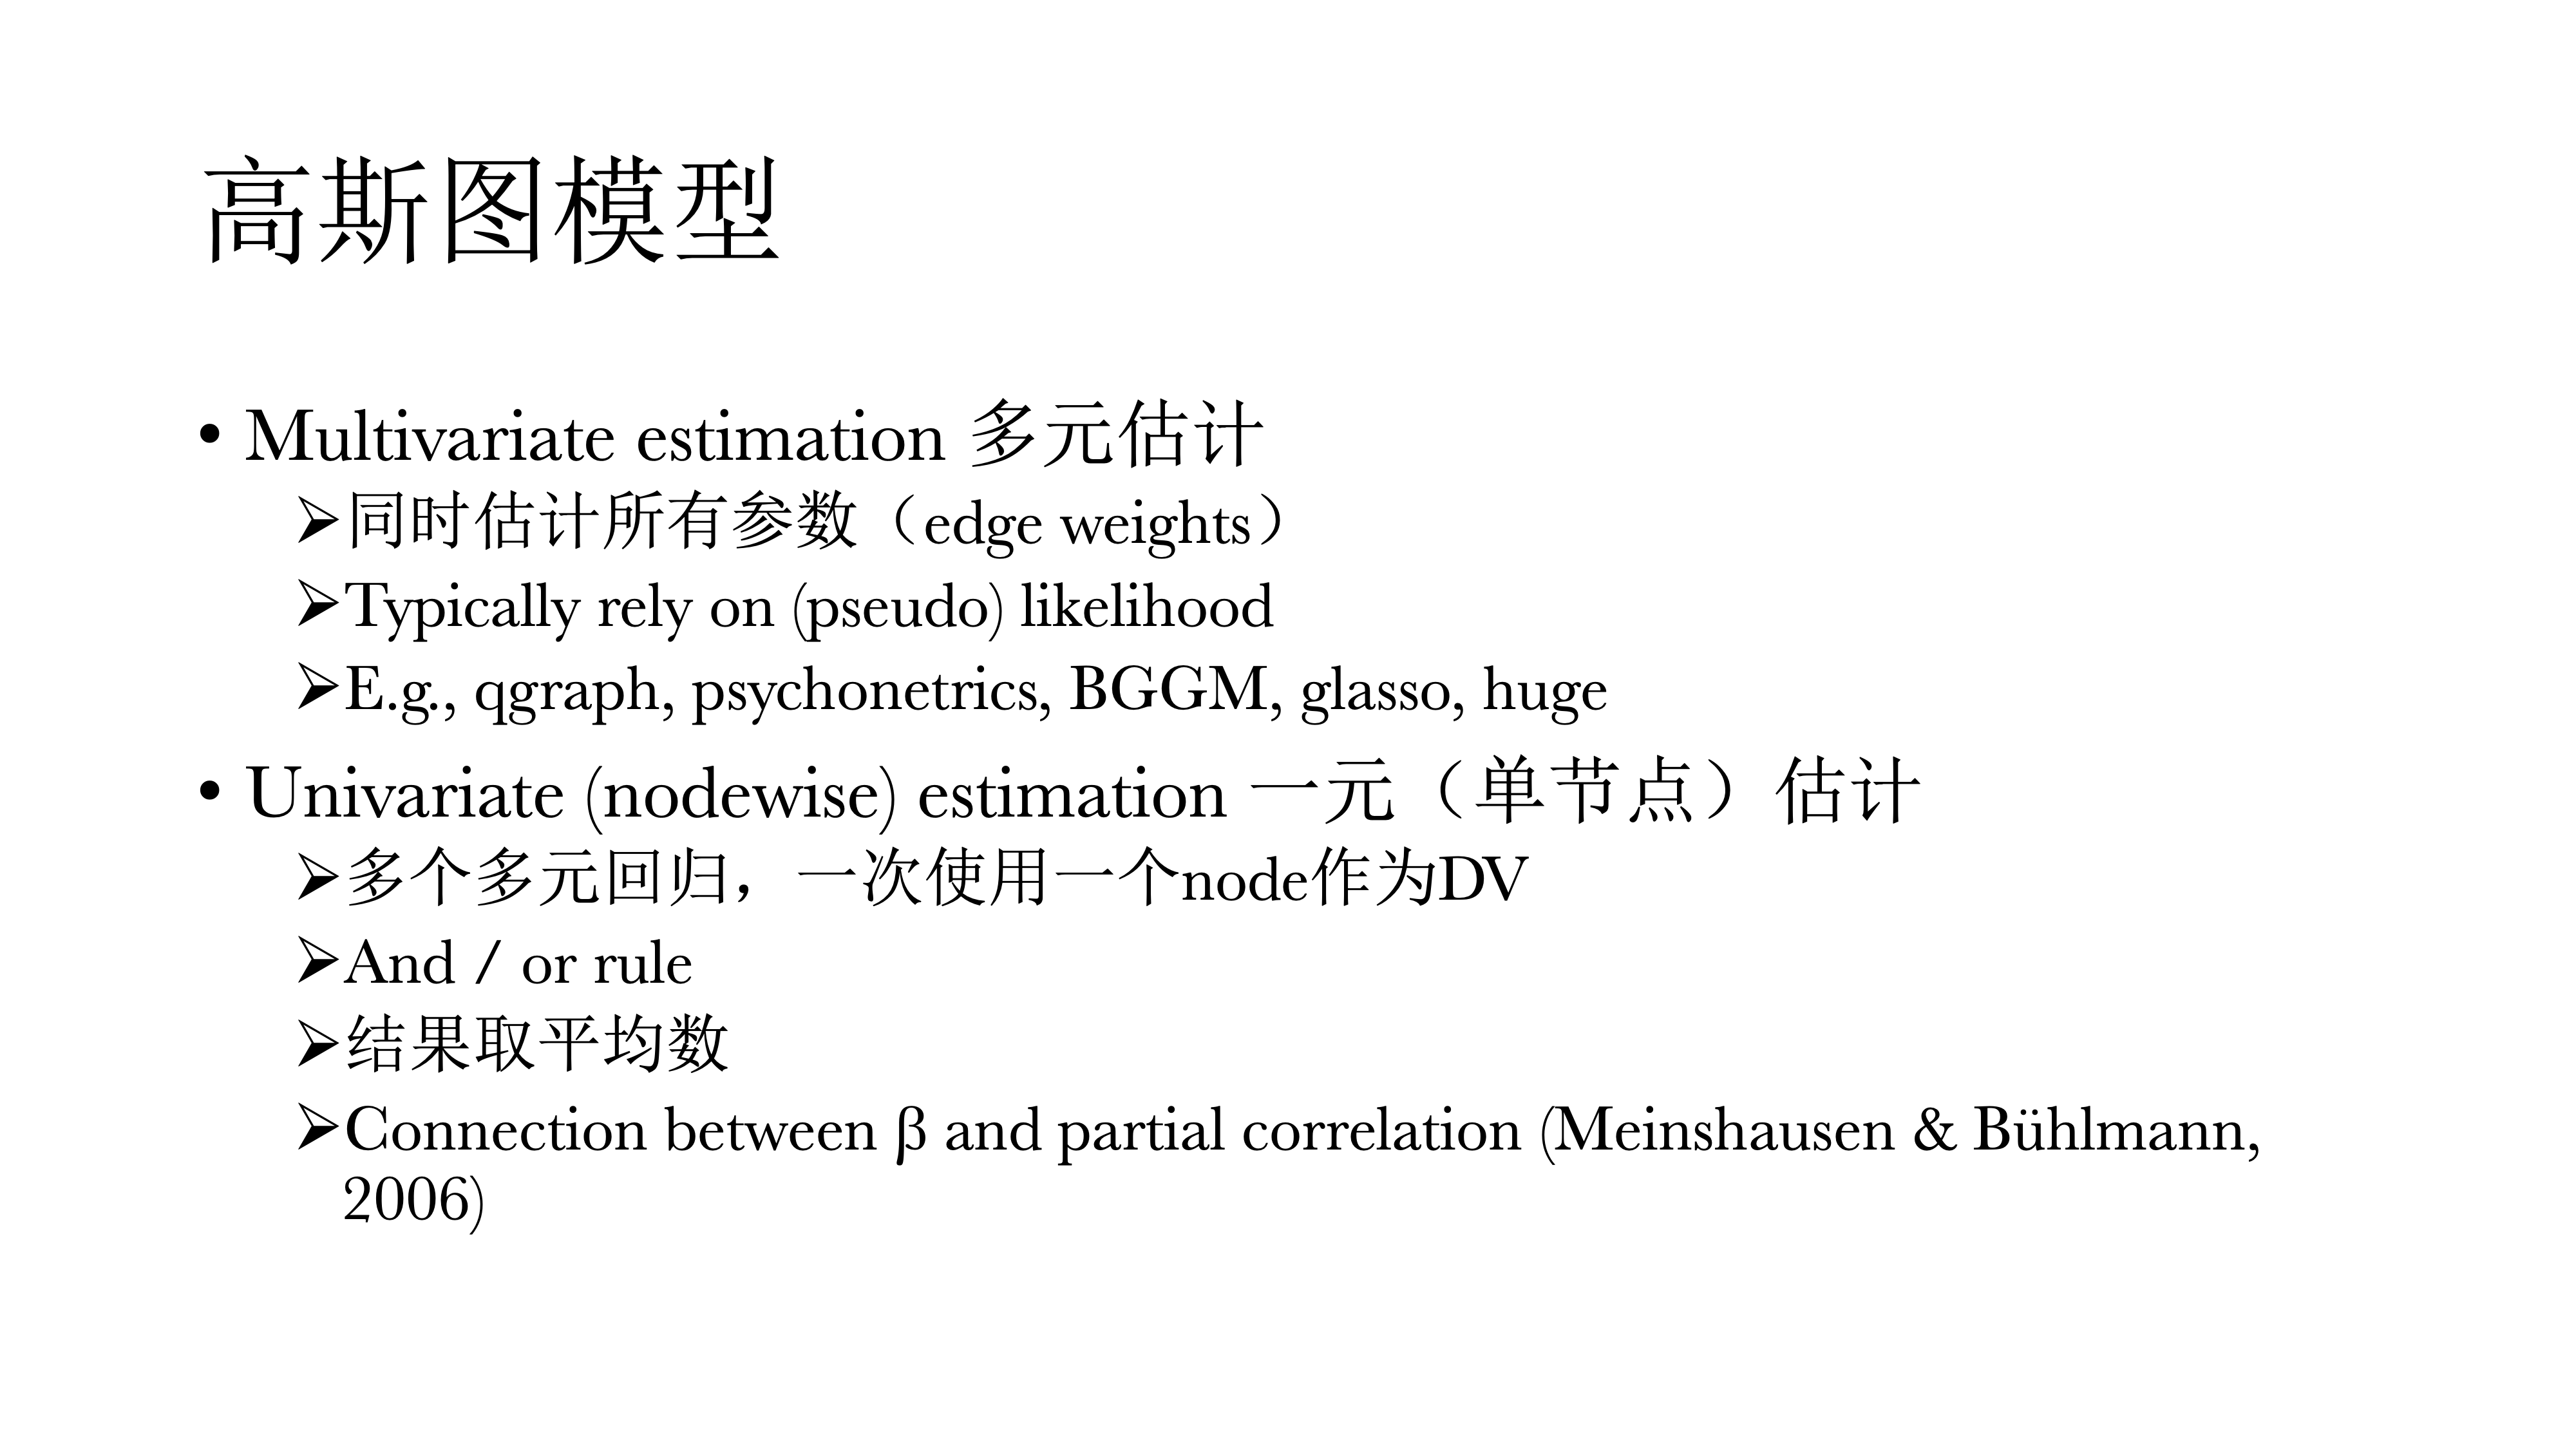 高斯图模型
• Multivariate estimation 多元估计
➢同时估计所有参数（edge weights）
➢Typically rely on (pseudo) likelihood
➢E.g., qgraph, psychonetrics, BGGM, glasso, huge
• Univariate (nodewise) estimation 一元（单节点）估计
➢多个多元回归，一次使用一个node作为DV
➢And / or rule
➢结果取平均数
➢Connection between β and partial correlation (Meinshausen & Bühlmann,
2006)